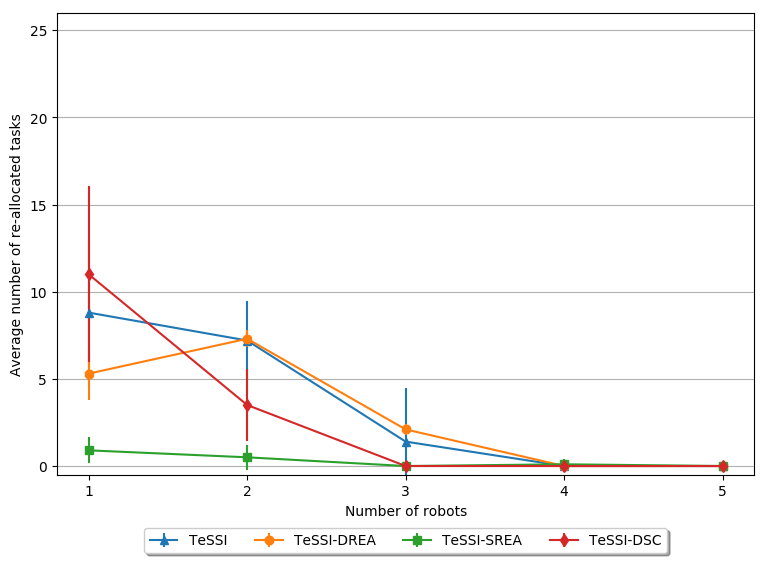 25
20
15
10
5
0
Average number of re-allocated tasks
1 2 3 4 5
Number of robots
TeSSI TeSSI-DREA TeSSI-SREA TeSSI-DSC